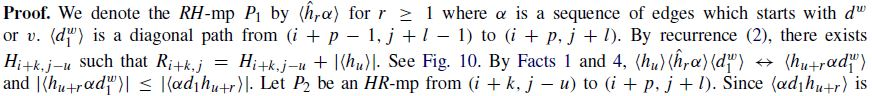 Proof. We denote the RH-mp P₁ by ⟨ĥᵣα⟩ for r ≥ 1 where α is a sequence of edges which starts with dʷ
or v. ⟨d₁ʷ⟩ is a diagonal path from (i + p − 1, j + l − 1) to (i + p, j + l). By recurrence (2), there exists
Hᵢ₊ₖ,ⱼ₋ᵤ such that Rᵢ₊ₖ,ⱼ = Hᵢ₊ₖ,ⱼ₋ᵤ + |⟨hᵤ⟩|. See Fig. 10. By Facts 1 and 4, ⟨hᵤ⟩⟨ĥᵣα⟩⟨d₁ʷ⟩ ↔ ⟨hᵤ₊ᵣαd₁ʷ⟩
and |⟨hᵤ₊ᵣαd₁ʷ⟩| ≤ |⟨αd₁hᵤ₊ᵣ⟩|. Let P₂ be an HR-mp from (i + k, j − u) to (i + p, j + l). Since ⟨αd₁hᵤ₊ᵣ⟩ is